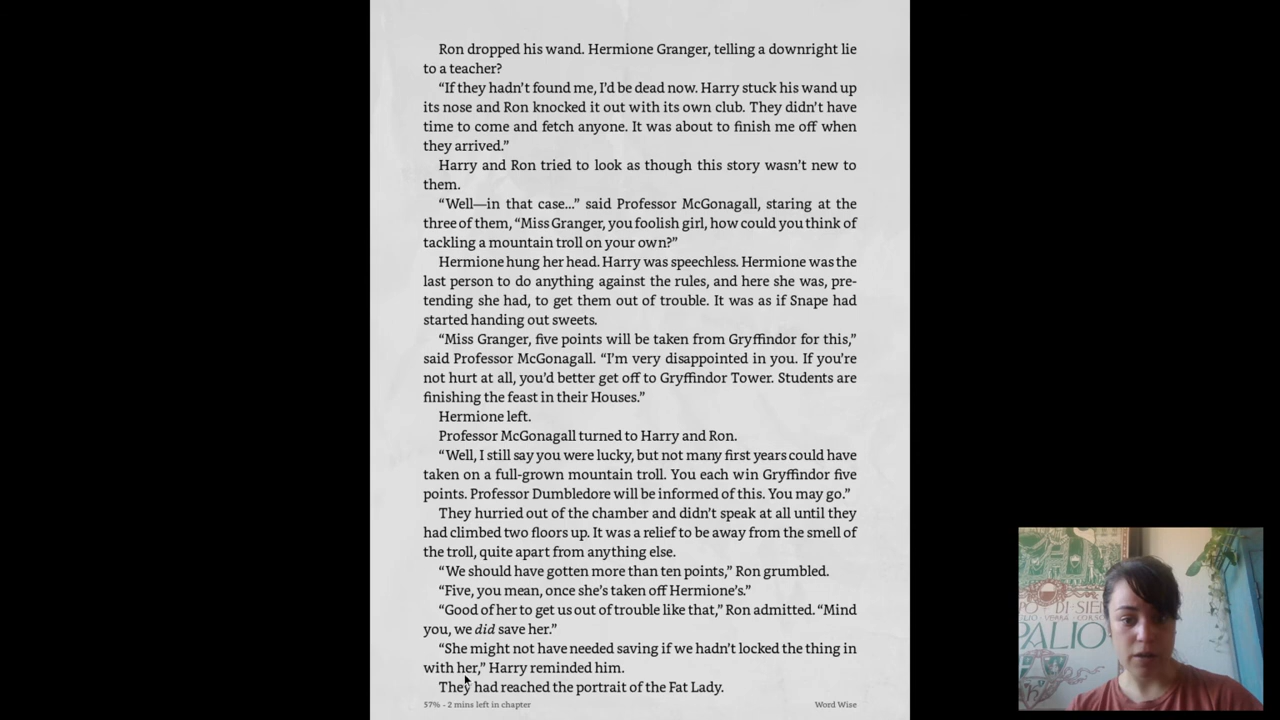 Ron dropped his wand. Hermione Granger, telling a downright lie
to a teacher?
“If they hadn’t found me, I’d be dead now. Harry stuck his wand up
its nose and Ron knocked it out with its own club. They didn’t have
time to come and fetch anyone. It was about to finish me off when
they arrived.”
Harry and Ron tried to look as though this story wasn’t new to
them.
“Well—in that case...” said Professor McGonagall, staring at the
three of them, “Miss Granger, you foolish girl, how could you think of
tackling a mountain troll on your own?”
Hermione hung her head. Harry was speechless. Hermione was the
last person to do anything against the rules, and here she was, pre-
tending she had, to get them out of trouble. It was as if Snape had
started handing out sweets.
“Miss Granger, five points will be taken from Gryffindor for this,”
said Professor McGonagall. “I’m very disappointed in you. If you’re
not hurt at all, you’d better get off to Gryffindor Tower. Students are
finishing the feast in their Houses.”
Hermione left.
Professor McGonagall turned to Harry and Ron.
“Well, I still say you were lucky, but not many first years could have
taken on a full-grown mountain troll. You each win Gryffindor five
points. Professor Dumbledore will be informed of this. You may go.”
They hurried out of the chamber and didn’t speak at all until they
had climbed two floors up. It was a relief to be away from the smell of
the troll, quite apart from anything else.
“We should have gotten more than ten points,” Ron grumbled.
“Five, you mean, once she’s taken off Hermione’s.”
“Good of her to get us out of trouble like that,” Ron admitted. “Mind
you, we did save her.”
“She might not have needed saving if we hadn’t locked the thing in
with her,” Harry reminded him.
They had reached the portrait of the Fat Lady.
57% - 2 mins left in chapter
Word Wise
PALIO